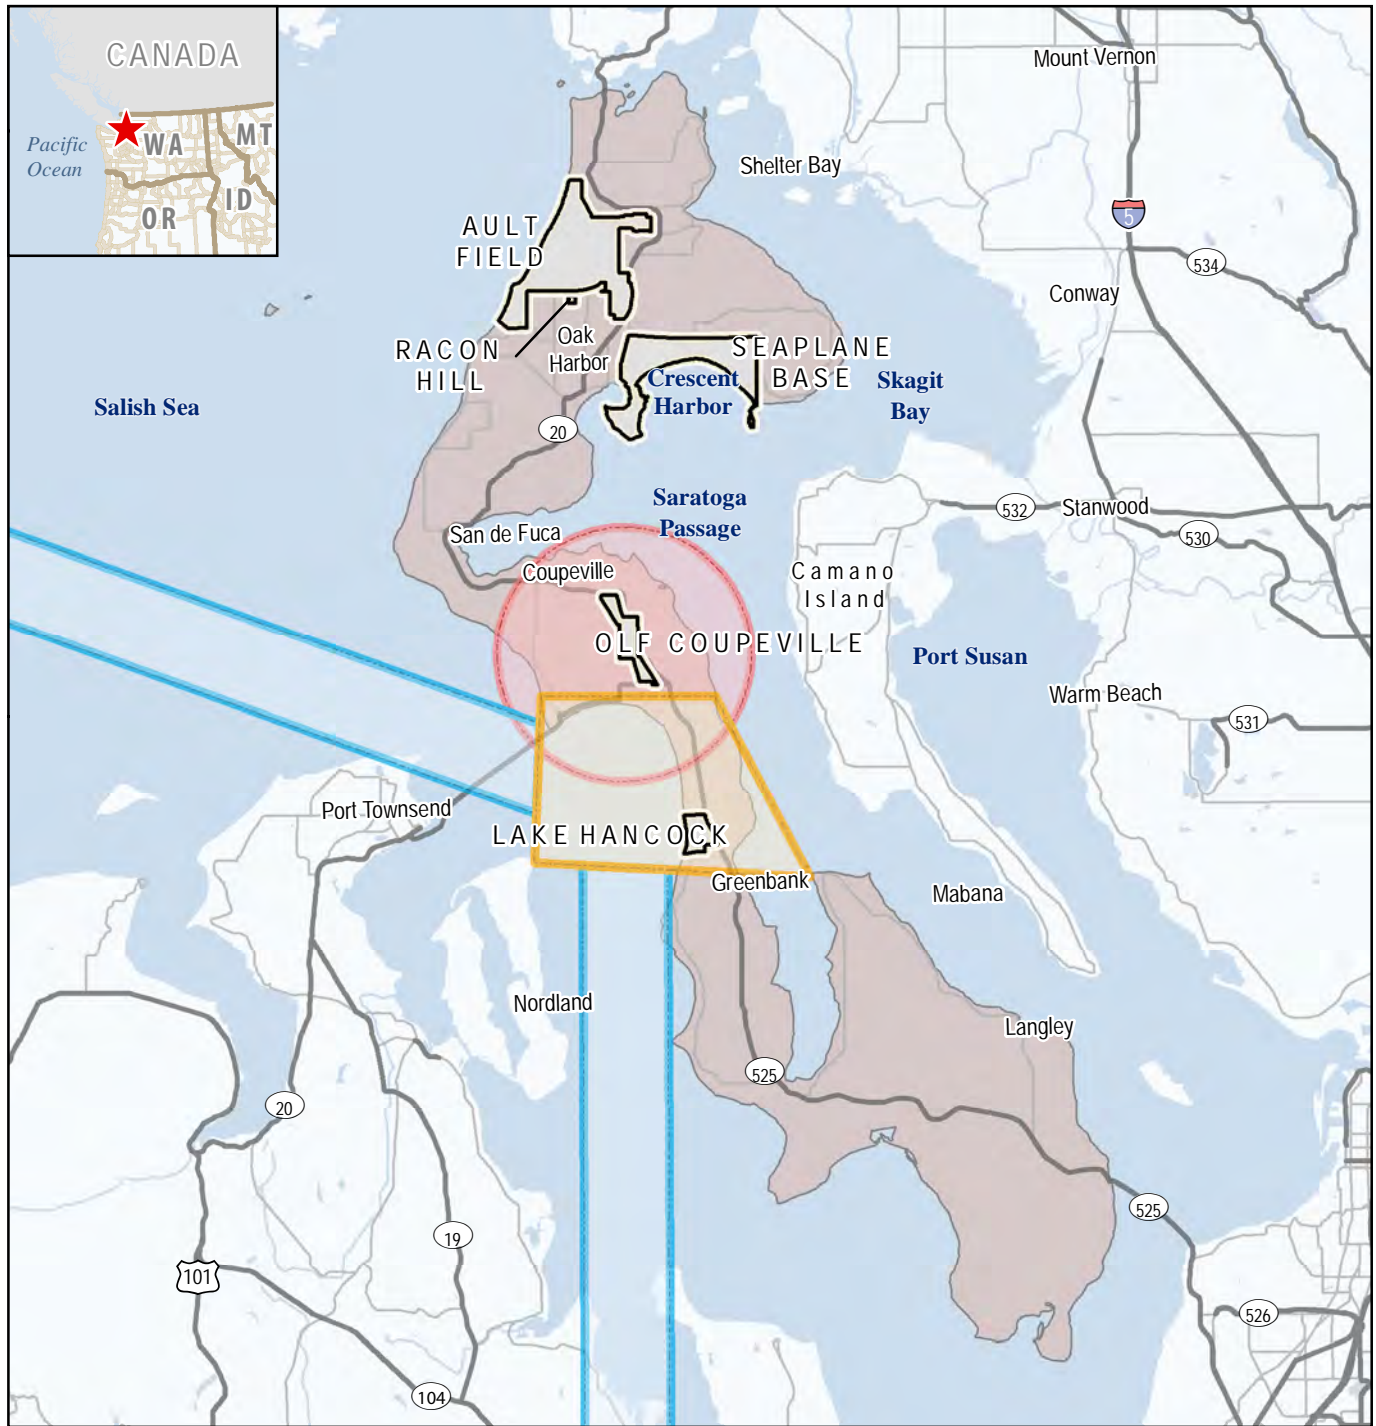 CANADA
Pacific
Ocean
WA
MT
OR
ID
Mount Vernon
Shelter Bay
5
AULT
FIELD
534
Conway
RACON
HILL
Oak
Harbor
SEAPLANE
BASE
Crescent
Harbor
Skagit
Bay
Salish Sea
20
Saratoga
Passage
532
Stanwood
530
San de Fuca
Coupeville
Camano
Island
OLF COUPEVILLE
Port Susan
Warm Beach
531
Port Townsend
LAKE HANCOCK
Greenbank
Mabana
Nordland
Langley
525
20
525
19
101
526
104